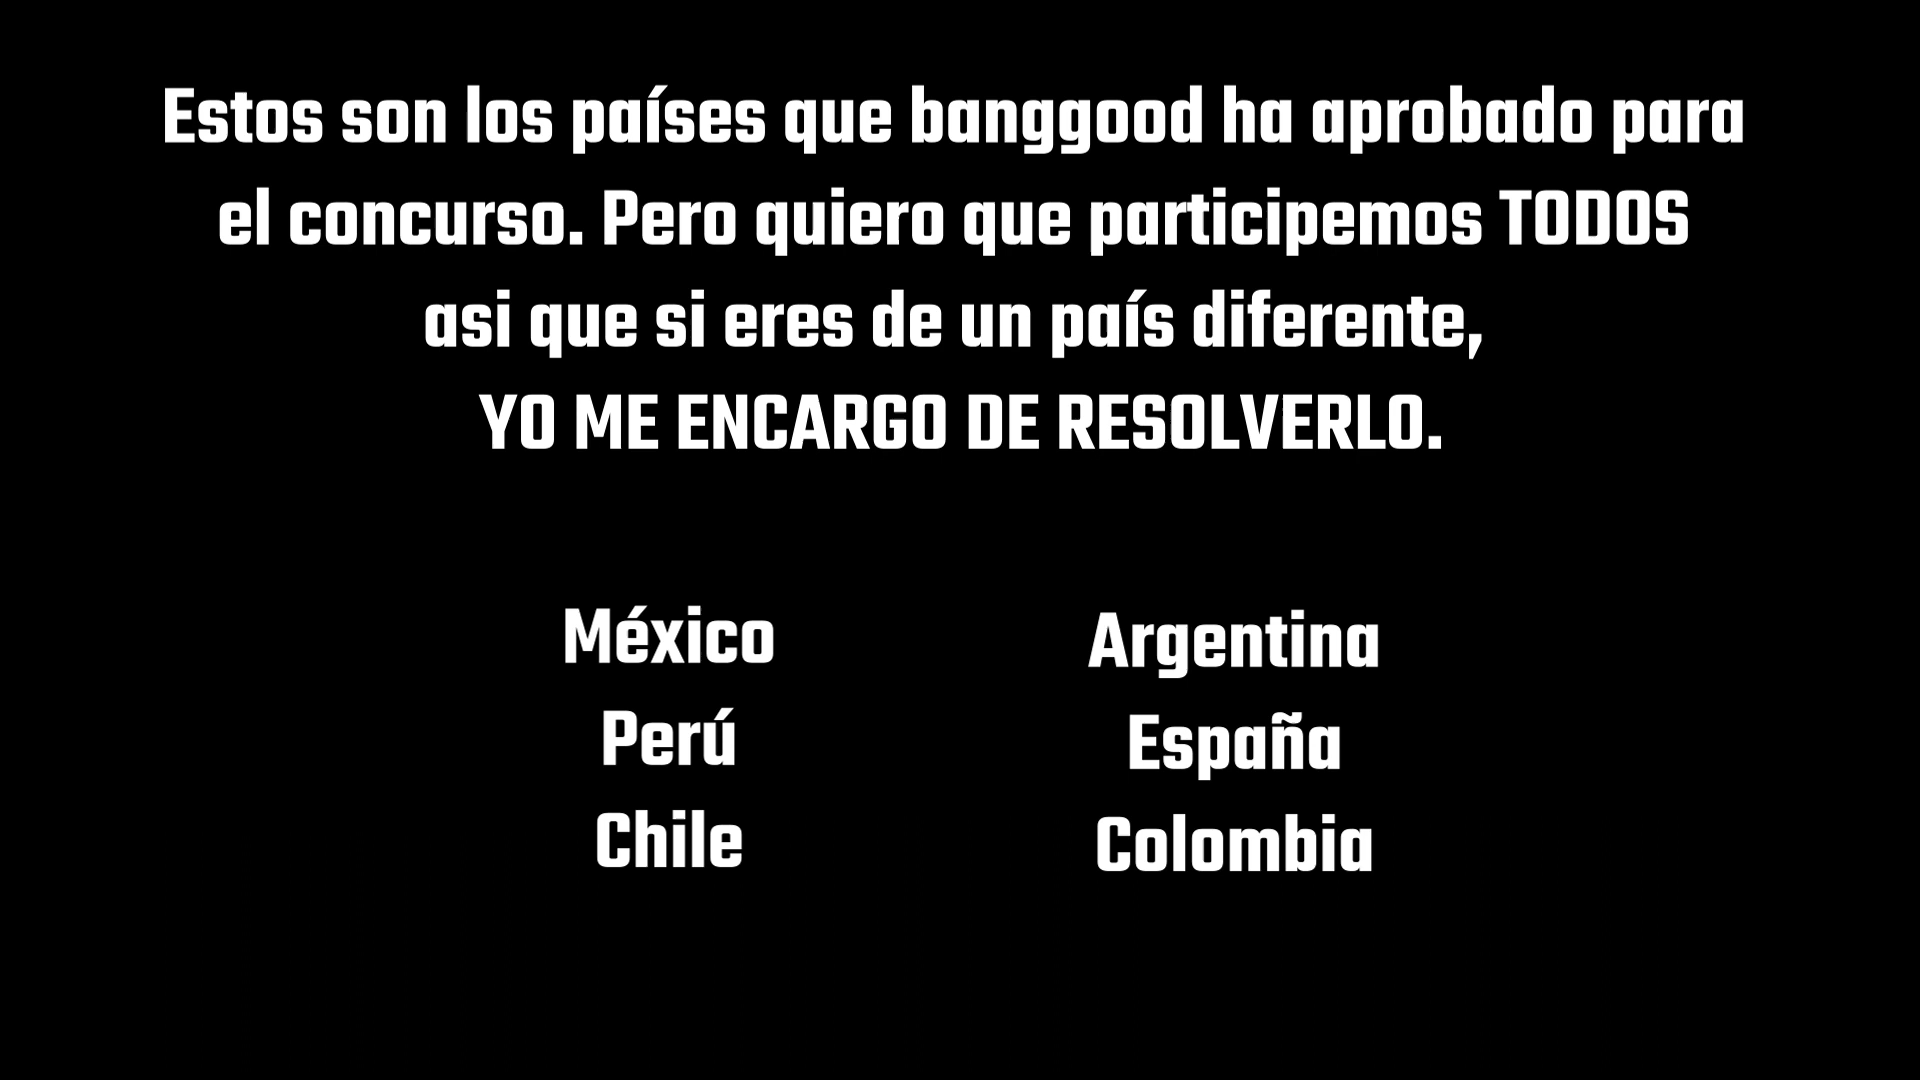 Estos son los países que banggood ha aprobado para
el concurso. Pero quiero que participemos TODOS
asi que si eres de un país diferente,
YO ME ENCARGO DE RESOLVERLO.
México
Perú
Chile
Argentina
España
Colombia